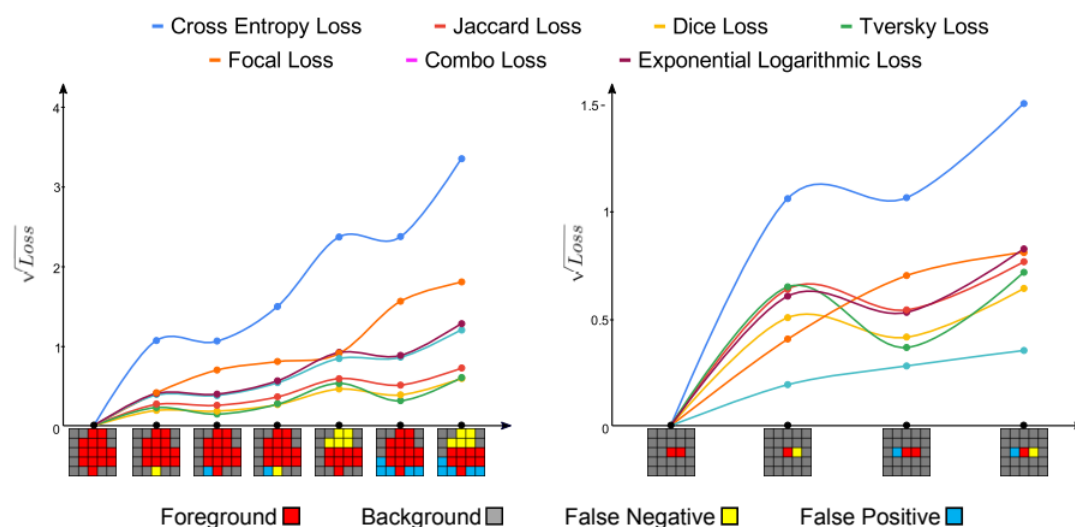 Cross Entropy Loss Jaccard Loss Dice Loss Tversky Loss
Focal Loss Combo Loss Exponential Logarithmic Loss
4
3
2
1
0
√Loss
1.5
1
0.5
0
√Loss
Foreground Background False Negative False Positive